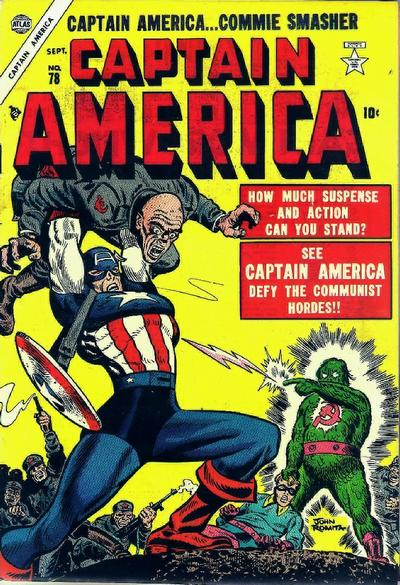 ATLAS
CAPTAIN AMERICA
CAPTAIN AMERICA...COMMIE SMASHER
SEPT.
NO.
78
CAPTAIN
AMERICA
10¢
HOW MUCH SUSPENSE
AND ACTION
CAN YOU STAND?
SEE
CAPTAIN AMERICA
DEFY THE COMMUNIST
HORDES!!
JOHN
ROMITA